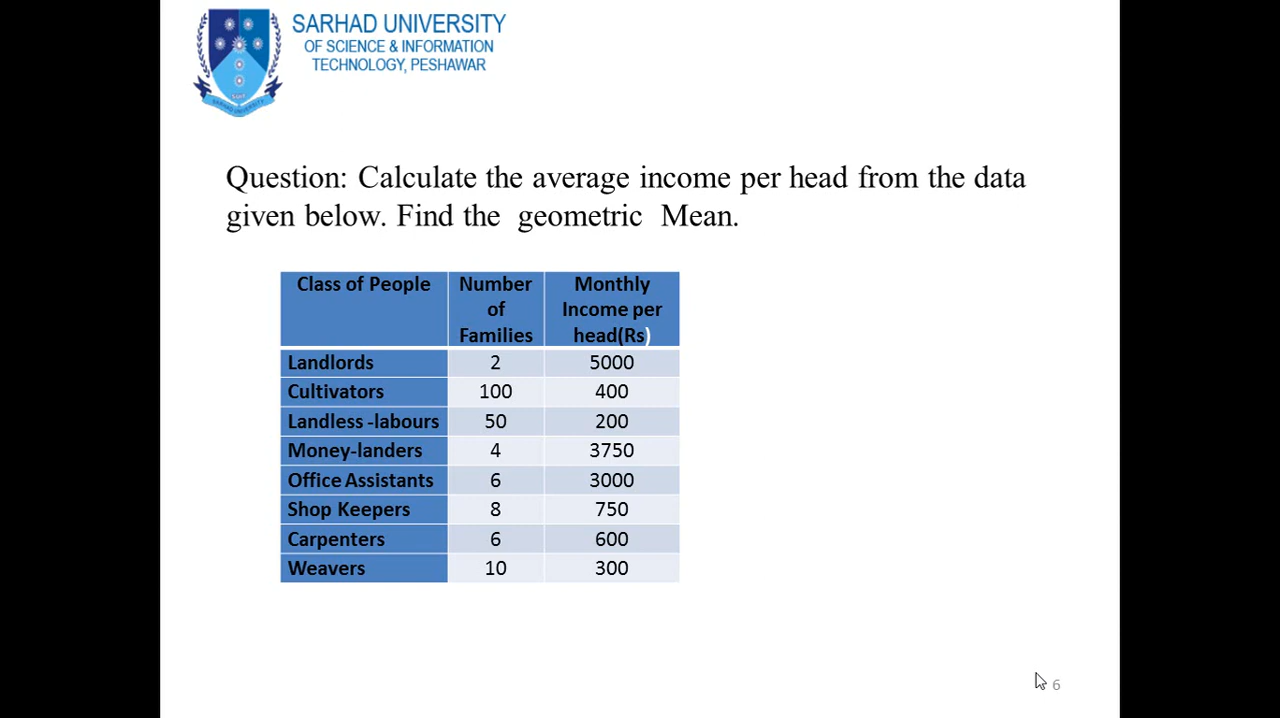 SARHAD UNIVERSITY
OF SCIENCE & INFORMATION
TECHNOLOGY, PESHAWAR
SARHAD UNIVERSITY
Question: Calculate the average income per head from the data
given below. Find the geometric Mean.
Class of People Number of Families Monthly Income per head(Rs)
Landlords 2 5000
Cultivators 100 400
Landless -labours 50 200
Money-landers 4 3750
Office Assistants 6 3000
Shop Keepers 8 750
Carpenters 6 600
Weavers 10 300
6